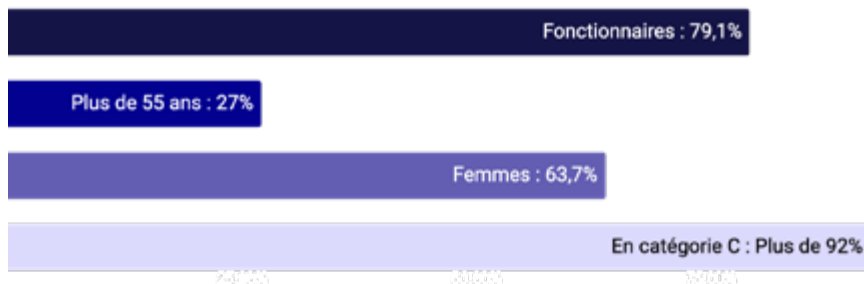 Fonctionnaires : 79,1%
Plus de 55 ans : 27%
Femmes : 63,7%
En catégorie C : Plus de 92%